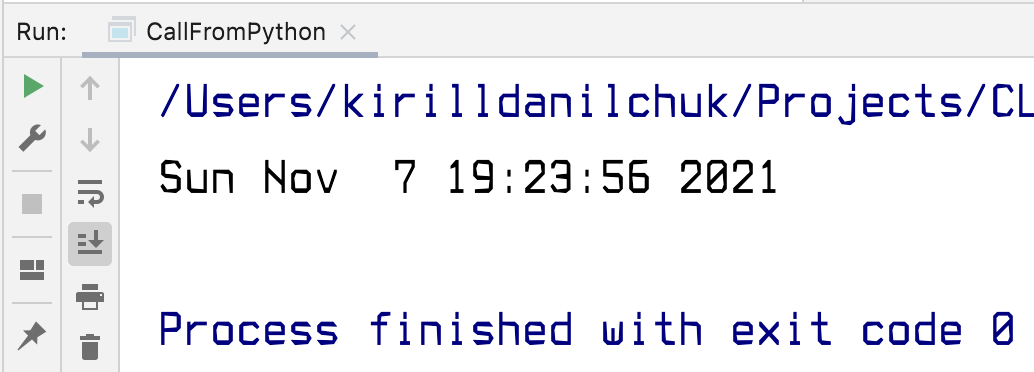 Run: CallFromPython
/Users/kirilldanilchuk/Projects/CL
Sun Nov  7 19:23:56 2021
Process finished with exit code 0